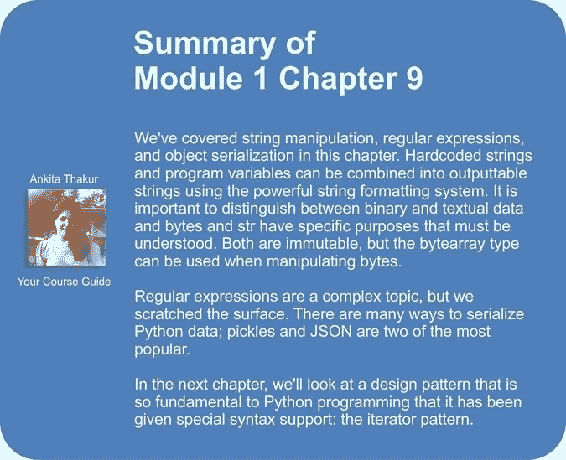 Summary of
Module 1 Chapter 9
We've covered string manipulation, regular expressions,
and object serialization in this chapter. Hardcoded strings
and program variables can be combined into outputtable
strings using the powerful string formatting system. It is
important to distinguish between binary and textual data
and bytes and str have specific purposes that must be
understood. Both are immutable, but the bytearray type
can be used when manipulating bytes.
Ankita Thakur
Your Course Guide
Regular expressions are a complex topic, but we
scratched the surface. There are many ways to serialize
Python data; pickles and JSON are two of the most
popular.
In the next chapter, we'll look at a design pattern that is
so fundamental to Python programming that it has been
given special syntax support: the iterator pattern.